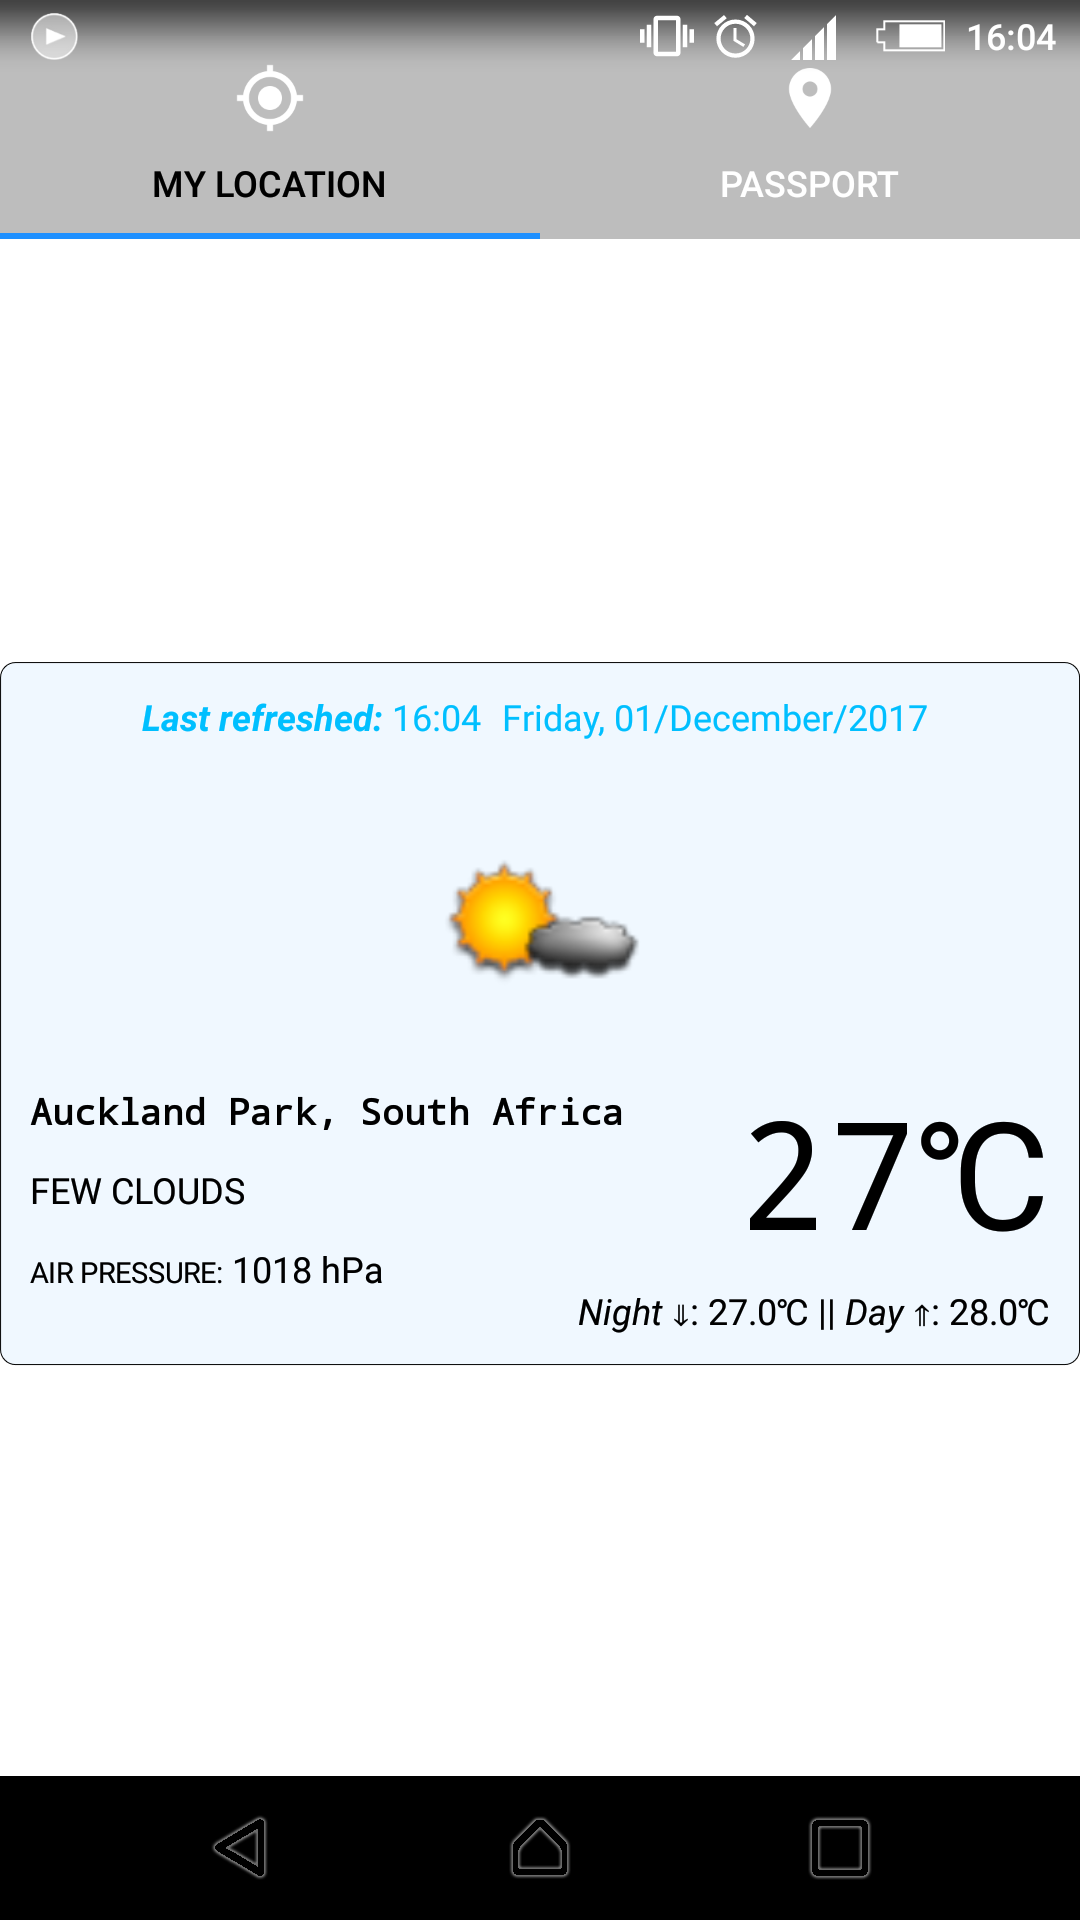 16:04
MY LOCATION
PASSPORT
Last refreshed: 16:04 Friday, 01/December/2017
Auckland Park, South Africa
27℃
FEW CLOUDS
AIR PRESSURE: 1018 hPa
Night ⇓: 27.0℃ || Day ⇑: 28.0℃